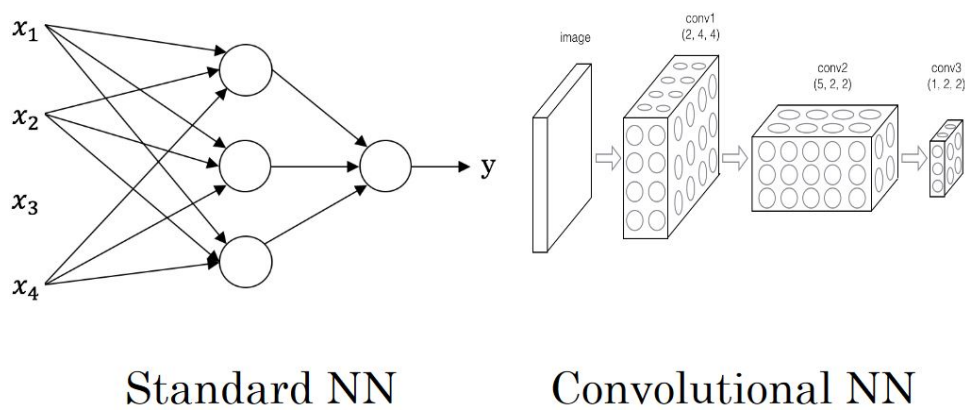 x₁
x₂
x₃
x₄
y
Standard NN
image
conv1
(2, 4, 4)
conv2
(5, 2, 2)
conv3
(1, 2, 2)
Convolutional NN